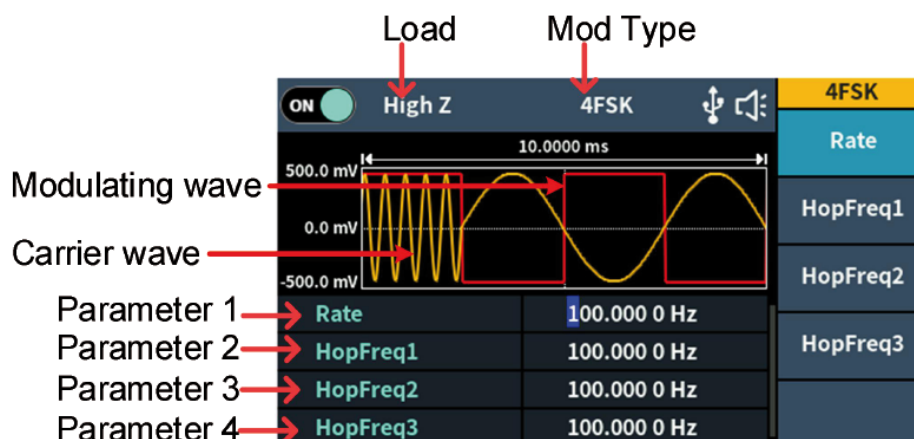 Load
Mod Type
ON
High Z
4FSK
4FSK
10.0000 ms
Rate
500.0 mV
Modulating wave
HopFreq1
0.0 mV
Carrier wave
HopFreq2
-500.0 mV
Parameter 1
Rate
100.000 0 Hz
HopFreq3
Parameter 2
HopFreq1
100.000 0 Hz
Parameter 3
HopFreq2
100.000 0 Hz
Parameter 4
HopFreq3
100.000 0 Hz